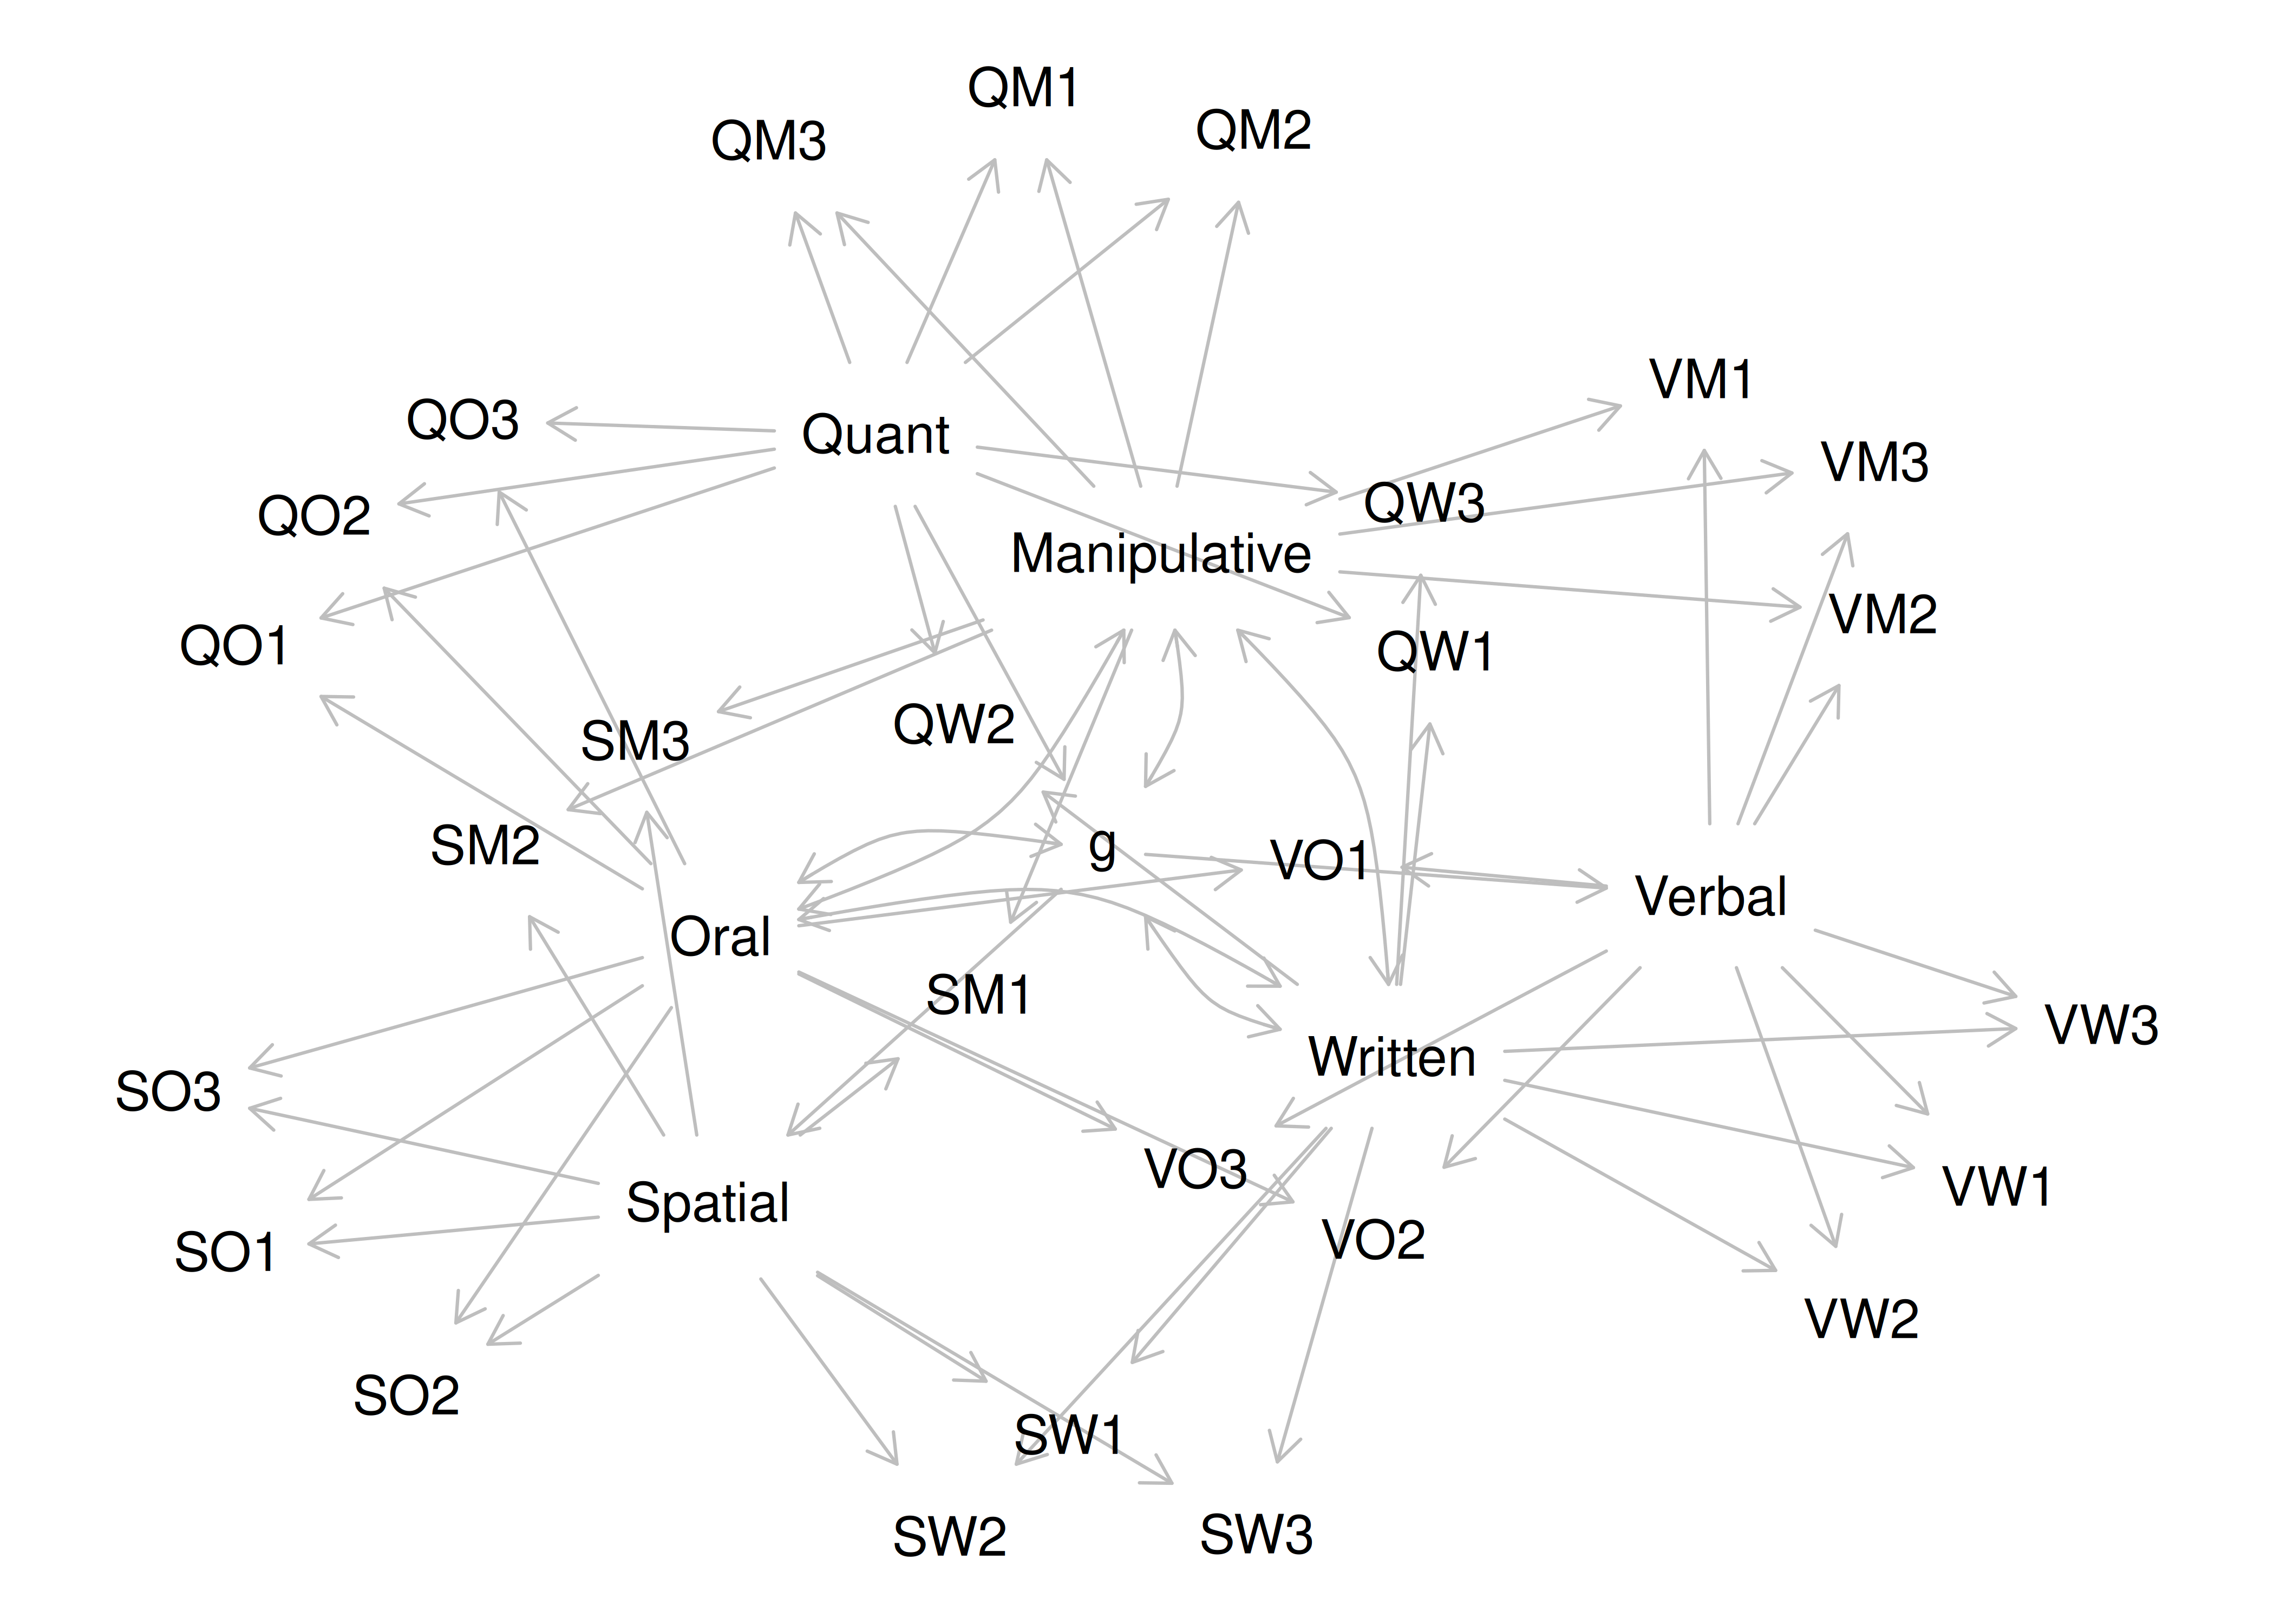 QM1
QM2
QM3
VM1
QO3
Quant
VM3
QW3
QO2
Manipulative
VM2
QO1
QW1
QW2
SM3
SM2
g
VO1
Verbal
Oral
SM1
VW3
Written
SO3
VO3
VW1
Spatial
VO2
SO1
VW2
SO2
SW1
SW2
SW3